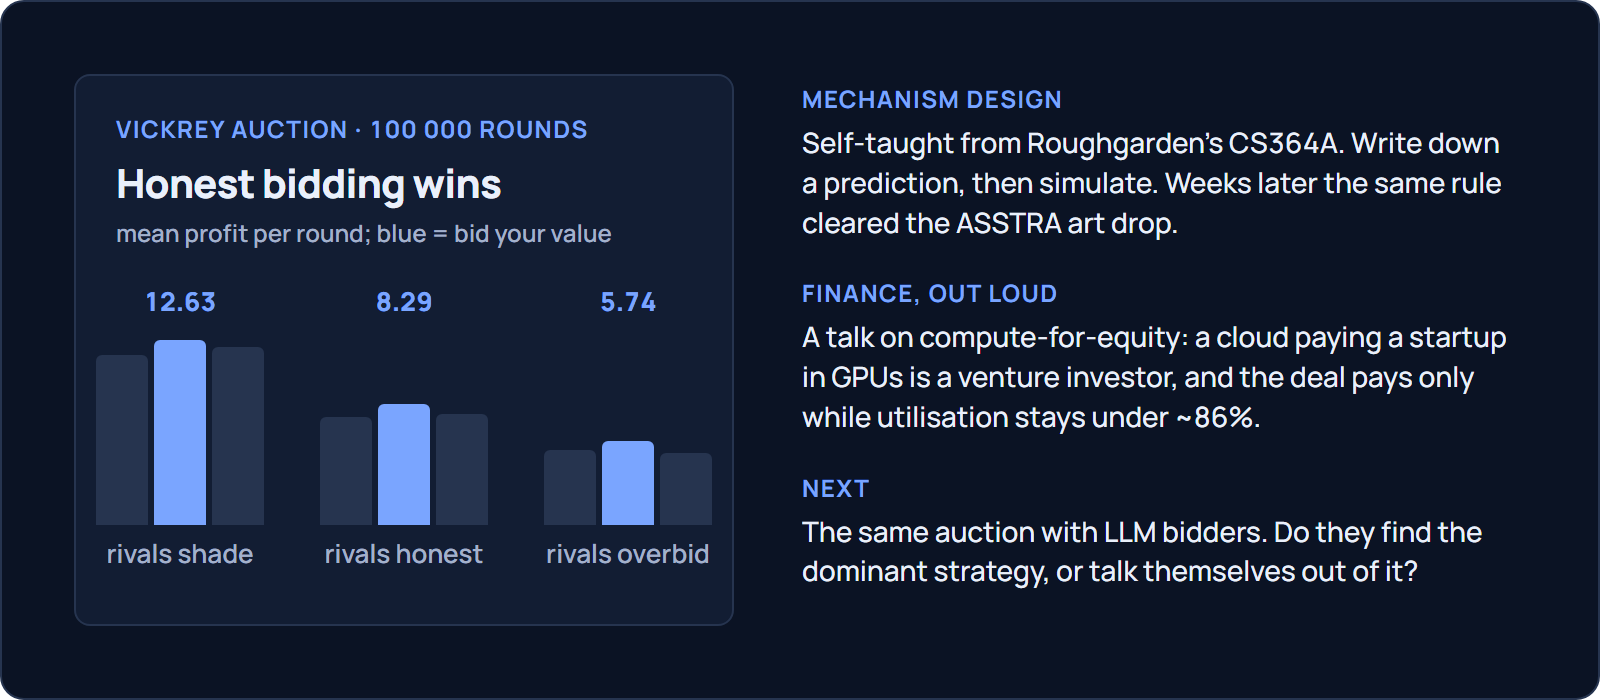 VICKREY AUCTION · 100 000 ROUNDS
Honest bidding wins
mean profit per round; blue = bid your value
12.63 8.29 5.74
rivals shade rivals honest rivals overbid
MECHANISM DESIGN
Self-taught from Roughgarden’s CS364A. Write down
a prediction, then simulate. Weeks later the same rule
cleared the ASSTRA art drop.
FINANCE, OUT LOUD
A talk on compute-for-equity: a cloud paying a startup
in GPUs is a venture investor, and the deal pays only
while utilisation stays under ~86%.
NEXT
The same auction with LLM bidders. Do they find the
dominant strategy, or talk themselves out of it?